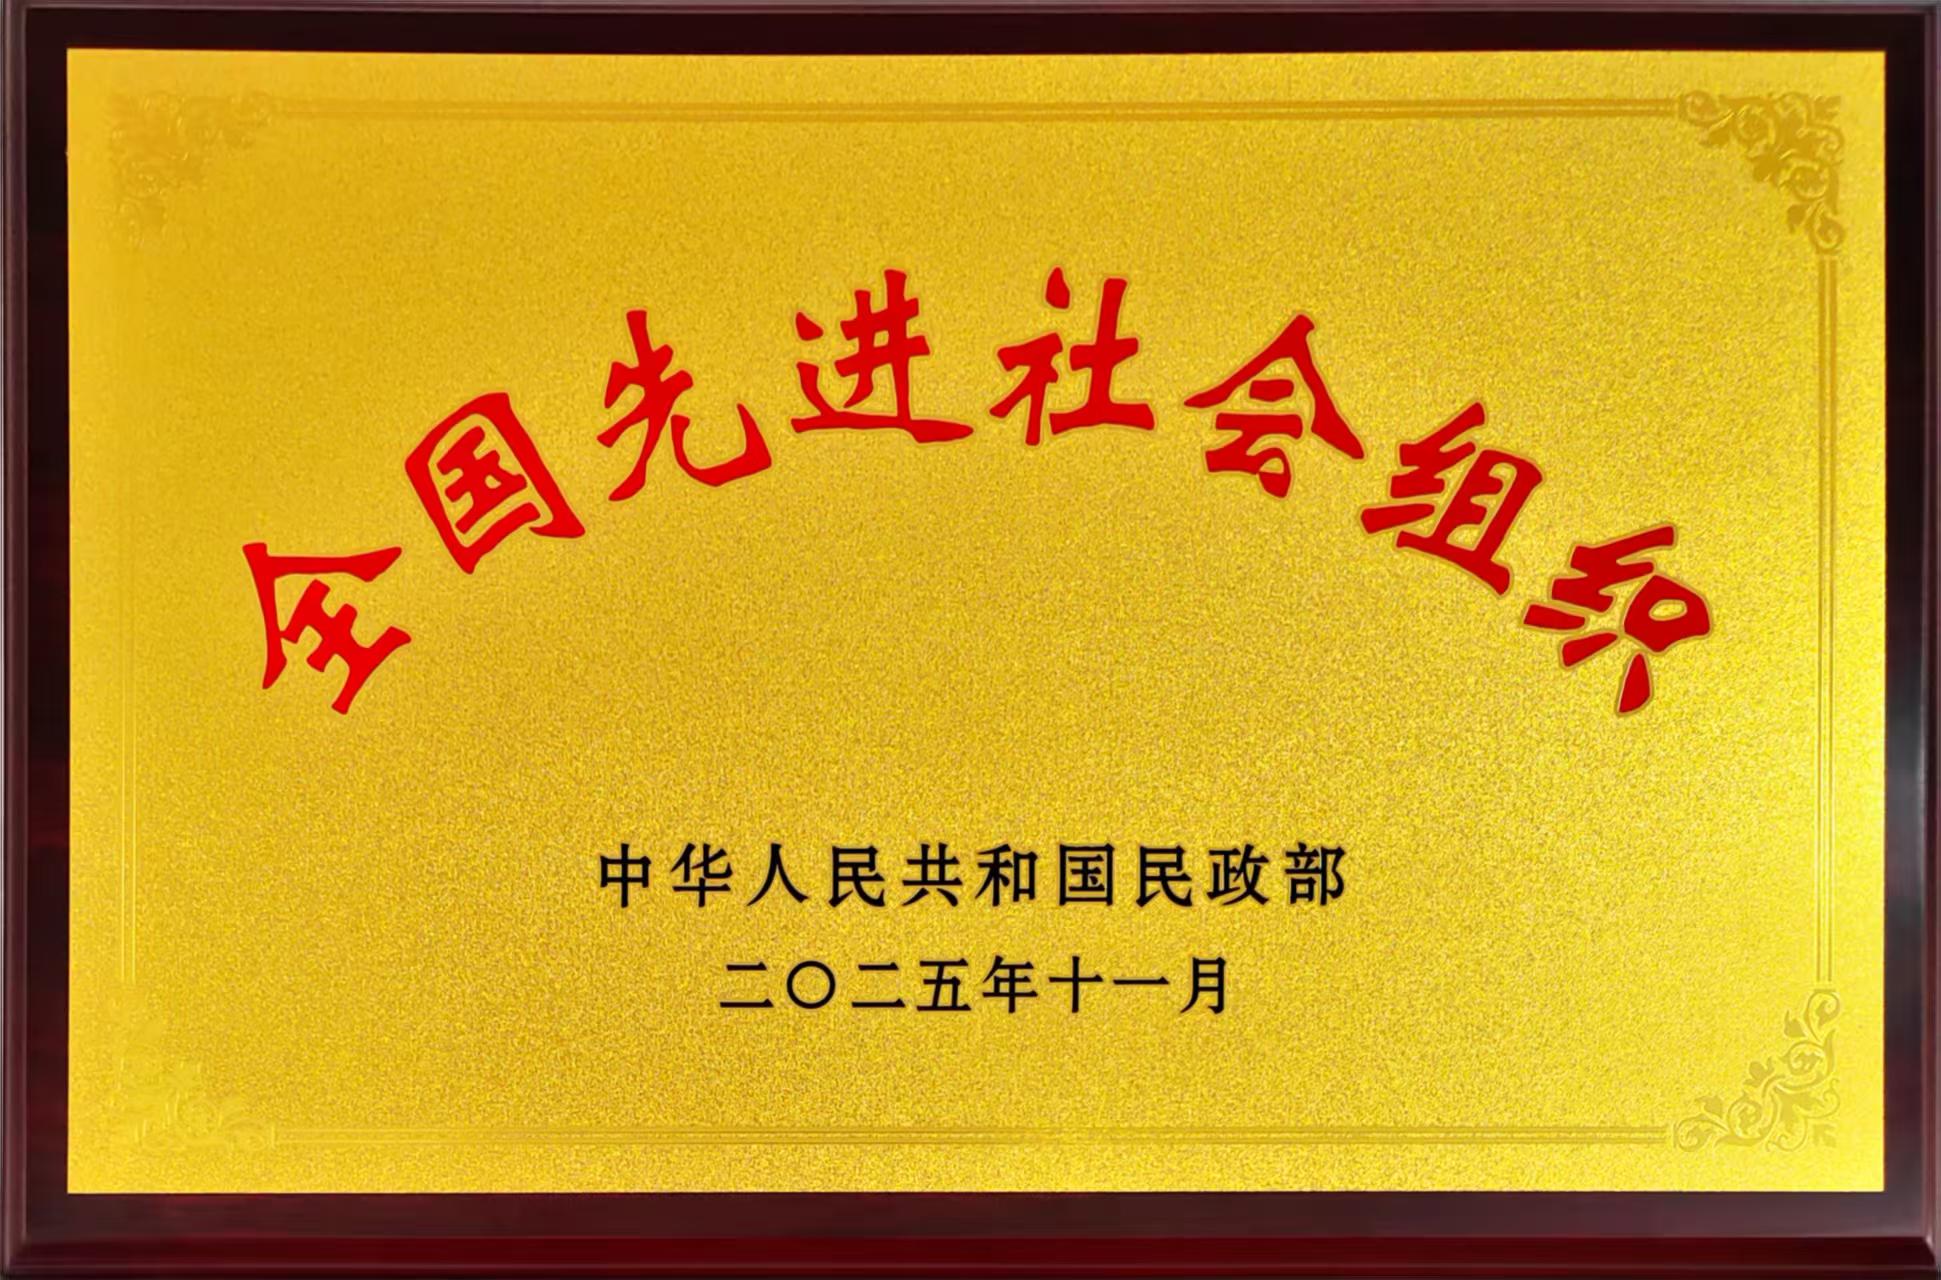 全国先进社会组织
中华人民共和国民政部
二〇二五年十一月